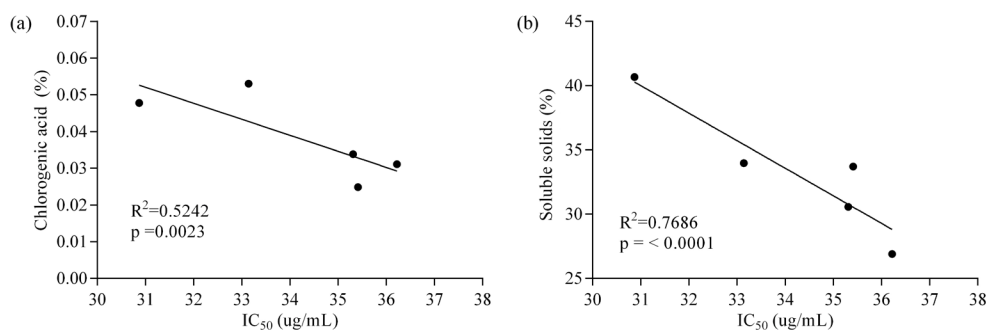 (a)
Chlorogenic acid (%)
0.07
0.06
0.05
0.04
0.03
0.02
0.01
0.00
R²=0.5242
p =0.0023
30 31 32 33 34 35 36 37 38
IC₅₀ (ug/mL)
(b)
Soluble solids (%)
45
40
35
30
25
R²=0.7686
p = < 0.0001
30 31 32 33 34 35 36 37 38
IC₅₀ (ug/mL)